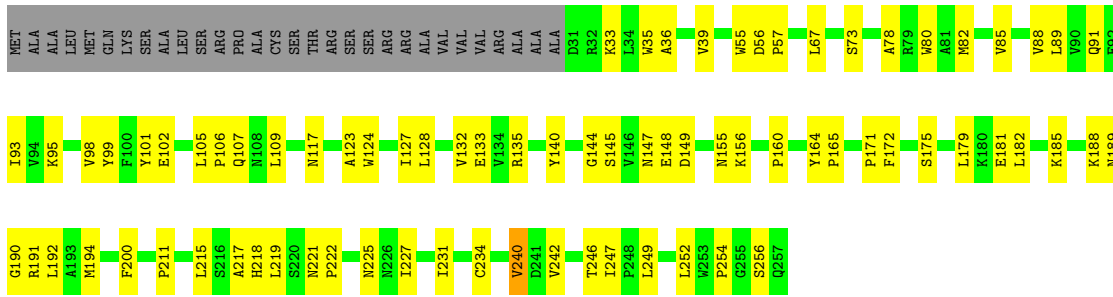 MET ALA ALA LEU MET GLN LYS SER ALA LEU SER ARG PRO ALA CYS SER THR ARG SER SER ARG ARG ALA VAL VAL VAL ARG ALA ALA ALA D31 R32 K33 L34 W35 A36 V39 W55 D56 P57 L67 S73 A78 R79 W80 A81 M82 V85 V88 L89 V90 Q91 E92
I93 V94 K95 V98 Y99 F100 Y101 E102 L105 P106 Q107 N108 L109 N117 A123 W124 I127 L128 V132 E133 V134 R135 Y140 G144 S145 V146 N147 E148 D149 N155 K156 P160 Y164 P165 P171 F172 S175 L179 K180 E181 L182 K185 K188 N189
G190 R191 L192 A193 M194 F200 P211 L215 S216 A217 H218 L219 S220 N221 P222 N225 N226 I227 I231 C234 V240 D241 V242 T246 I247 P248 L249 L252 W253 P254 G255 S256 Q257